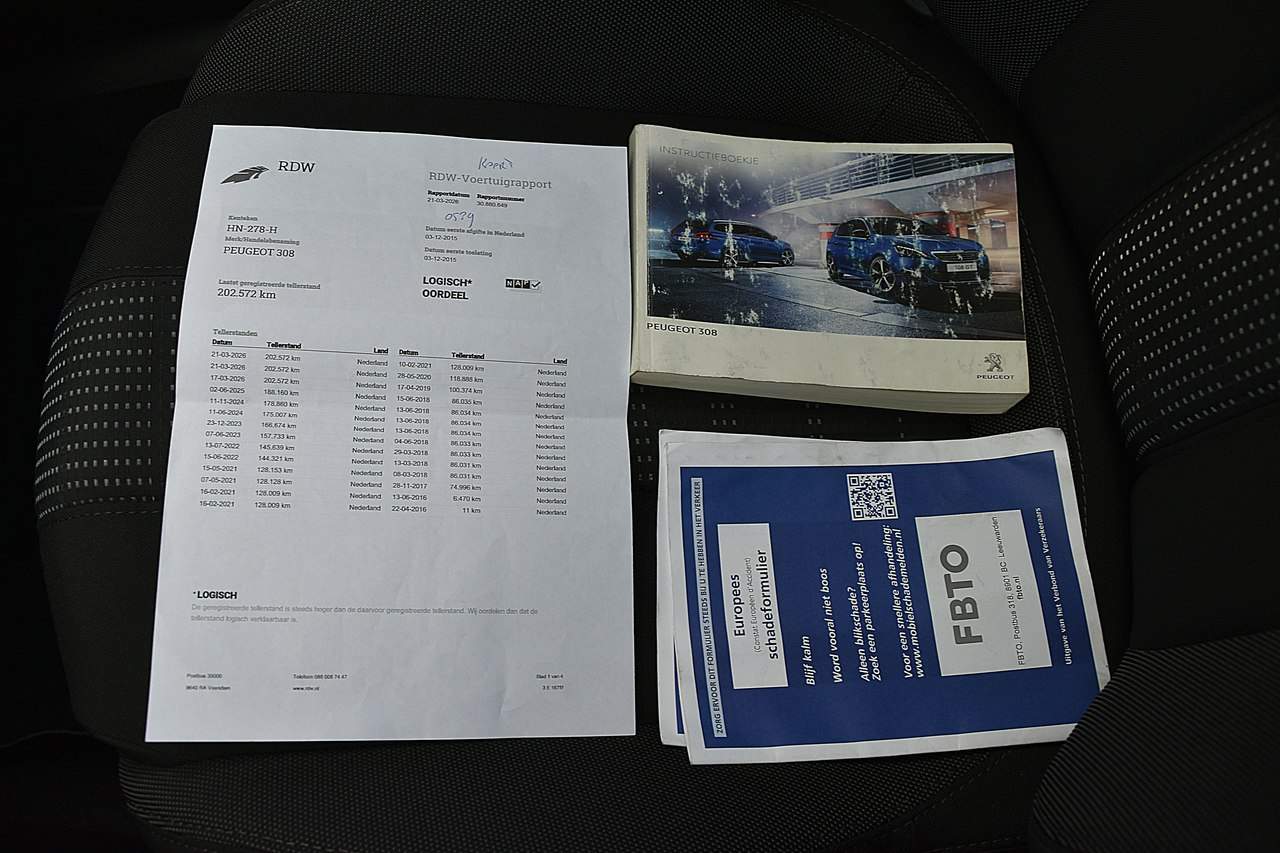 RDW
RDW-Voertuigrapport
Rapportdatum Rapportnummer
21-03-2026 30.880.649
0539
Kenteken
HN-278-H
Merk/Handelsbenaming
PEUGEOT 308
Datum eerste afgifte in Nederland
03-12-2015
Datum eerste toelating
03-12-2015
Laatst geregistreerde tellerstand
202.572 km
LOGISCH*
OORDEEL
NAP
Tellerstanden
Datum Tellerstand Land Datum Tellerstand Land
21-03-2026 202.572 km Nederland 10-02-2021 128.009 km Nederland
21-03-2026 202.572 km Nederland 28-05-2020 118.888 km Nederland
17-03-2026 202.572 km Nederland 17-04-2019 100.374 km Nederland
02-06-2025 188.160 km Nederland 15-06-2018 86.035 km Nederland
11-11-2024 178.860 km Nederland 13-06-2018 86.034 km Nederland
11-06-2024 175.007 km Nederland 13-06-2018 86.034 km Nederland
23-12-2023 166.674 km Nederland 13-06-2018 86.034 km Nederland
07-06-2023 157.733 km Nederland 04-06-2018 86.033 km Nederland
13-07-2022 145.639 km Nederland 29-03-2018 86.033 km Nederland
15-06-2022 144.321 km Nederland 13-03-2018 86.031 km Nederland
15-05-2021 128.153 km Nederland 08-03-2018 86.031 km Nederland
07-05-2021 128.128 km Nederland 28-11-2017 74.996 km Nederland
16-02-2021 128.009 km Nederland 13-06-2016 6.470 km Nederland
16-02-2021 128.009 km Nederland 22-04-2016 11 km Nederland
*LOGISCH
De geregistreerde tellerstand is steeds hoger dan de daarvoor geregistreerde tellerstand. Wij oordelen dan dat de
tellerstand logisch verklaarbaar is.
Postbus 30000 Telefoon 088 008 74 47 Blad 1 van 4
9640 RA Veendam www.rdw.nl
INSTRUCTIEBOEKJE
308 GT
PEUGEOT 308
PEUGEOT
ZORG ERVOOR DIT FORMULIER STEEDS BIJ U TE HEBBEN IN HET VERKEER
Europees
(Constat Européen d'Accident)
schadeformulier
Blijf kalm
Word vooral niet boos
Alleen blikschade?
Zoek een parkeerplaats op!
Voor een snellere afhandeling:
www.mobielschademelden.nl
FBTO
FBTO, Postbus 318, 8901 BC Leeuwarden
fbto.nl
Uitgave van het Verbond van Verzekeraars